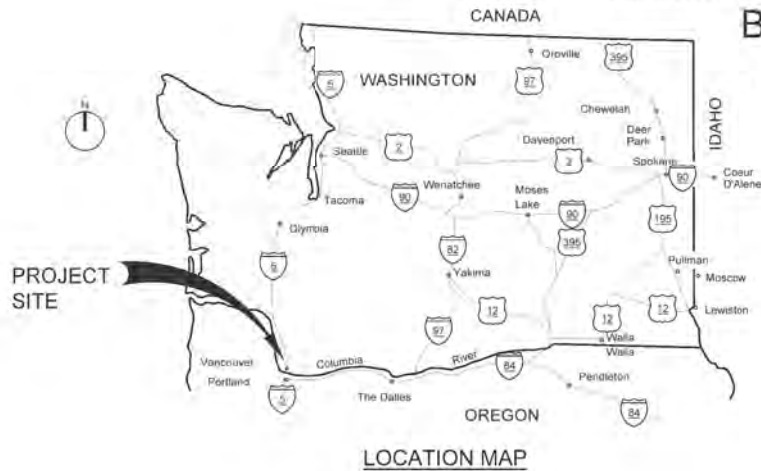 CANADA
B
Oroville
395
5
WASHINGTON
97
Chewelah
N
Deer
Park
IDAHO
Seattle
2
Davenport
2
Spokane
90
Coeur
D'Alene
Wenatchee
Moses
Lake
Tacoma
90
90
195
Olympia
82
395
PROJECT
SITE
5
Yakima
Pullman
Moscow
12
12
12
Lewiston
97
Walla
Walla
Vancouver
Columbia
River
Portland
84
5
The Dalles
Pendleton
84
OREGON
LOCATION MAP